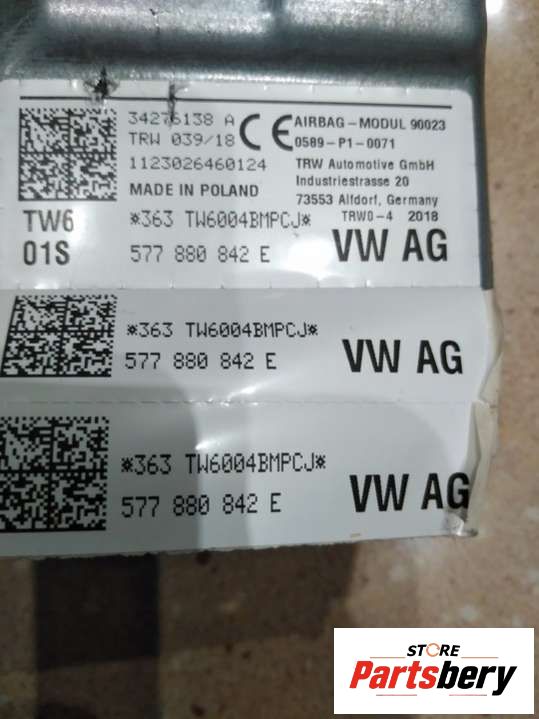 34276138 A
TRW 039/18
1123026460124
MADE IN POLAND
CE
AIRBAG-MODUL 90023
0589-P1-0071
TRW Automotive GmbH
Industriestrasse 20
73553 Alfdorf, Germany
TRWO-4 2018
TW6
01S
*363 TW6004BMPCJ*
577 880 842 E
VW AG
*363 TW6004BMPCJ*
577 880 842 E
VW AG
*363 TW6004BMPCJ*
577 880 842 E
VW AG
STORE
Partsbery